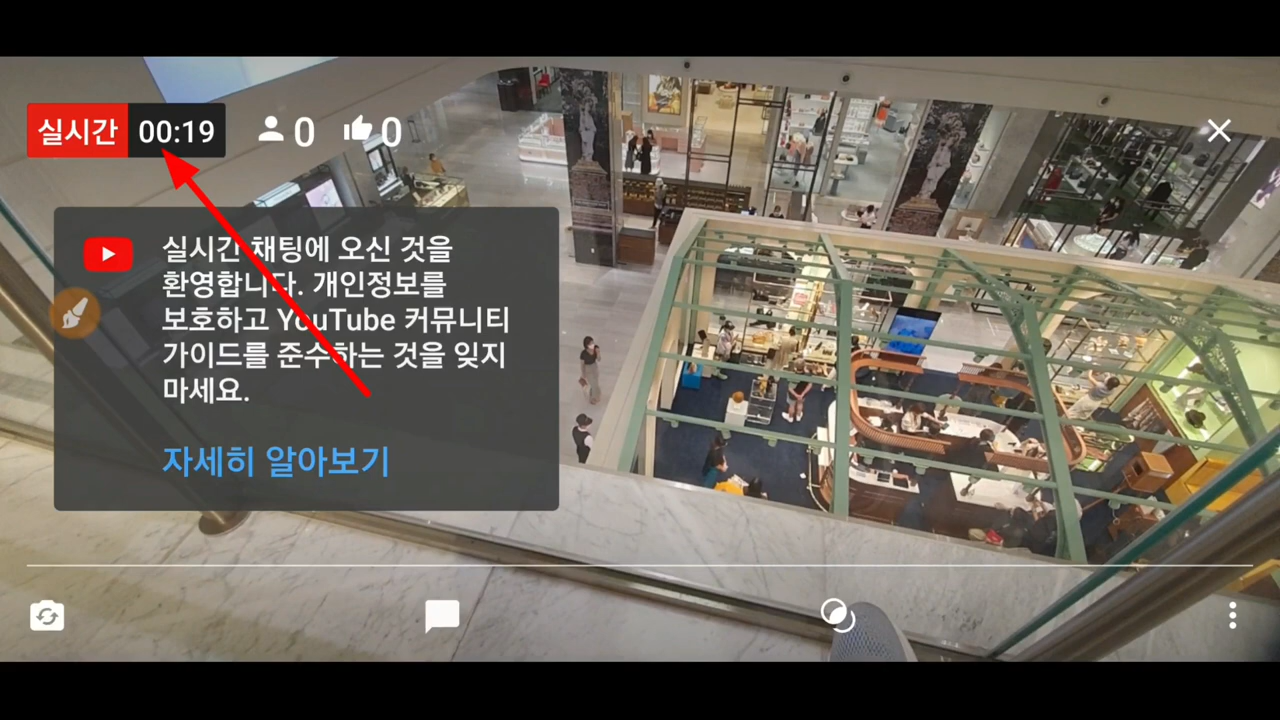 실시간 00:19 0 0
실시간 채팅에 오신 것을
환영합니다. 개인정보를
보호하고 YouTube 커뮤니티
가이드를 준수하는 것을 잊지
마세요.
자세히 알아보기